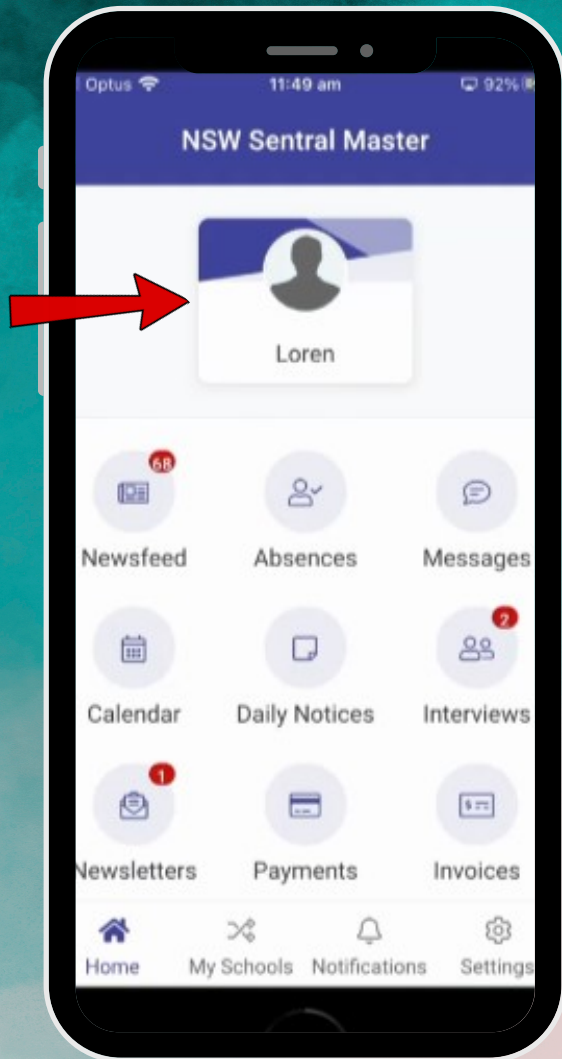 Optus 11:49 am 92%
NSW Sentral Master
Loren
68
Newsfeed Absences Messages
2
Calendar Daily Notices Interviews
1
Newsletters Payments Invoices
Home My Schools Notifications Settings